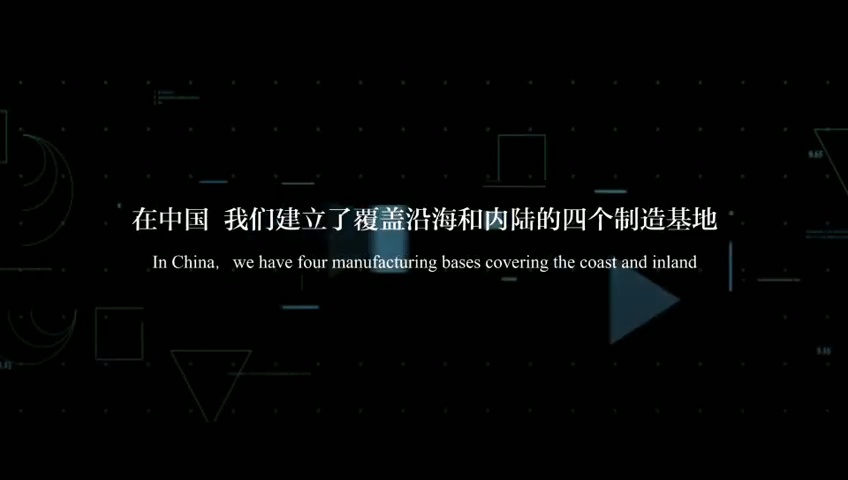 在中国 我们建立了覆盖沿海和内陆的四个制造基地
In China, we have four manufacturing bases covering the coast and inland